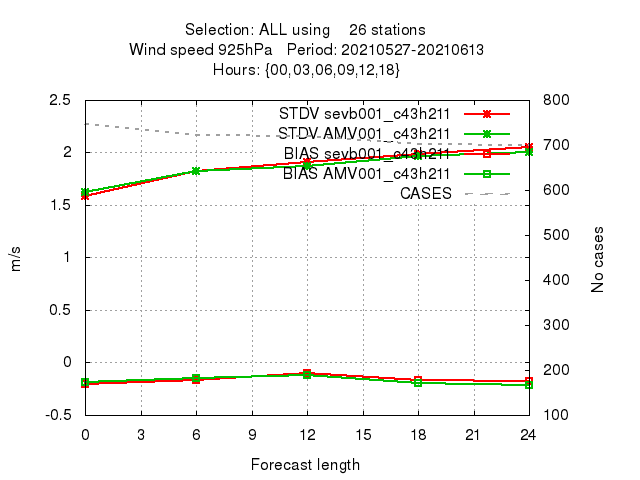 Selection: ALL using    26 stations
Wind speed 925hPa   Period: 20210527-20210613
Hours: {00,03,06,09,12,18}
2.5
2
1.5
1
0.5
0
-0.5
m/s
STDV sevb001_c43h211
STDV AMV001_c43h211
BIAS sevb001_c43h211
BIAS AMV001_c43h211
CASES
800
700
600
500
400
300
200
100
No cases
0 3 6 9 12 15 18 21 24
Forecast length